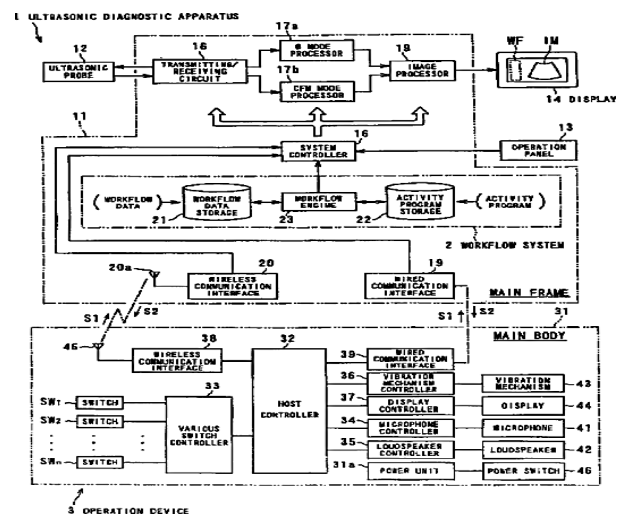 1 ULTRASONIC DIAGNOSTIC APPARATUS
12
ULTRASONIC PROBE
15
TRANSMITTING/RECEIVING CIRCUIT
17a
B MODE PROCESSOR
17b
CFM MODE PROCESSOR
18
IMAGE PROCESSOR
WF
IM
14 DISPLAY
11
16
SYSTEM CONTROLLER
13
OPERATION PANEL
(WORKFLOW DATA)
WORKFLOW DATA STORAGE
21
WORKFLOW ENGINE
23
ACTIVITY PROGRAM STORAGE
22
(ACTIVITY PROGRAM)
2 WORKFLOW SYSTEM
20a
20
WIRELESS COMMUNICATION INTERFACE
19
WIRED COMMUNICATION INTERFACE
MAIN FRAME
S1
S2
S1
S2
31
MAIN BODY
45
38
WIRELESS COMMUNICATION INTERFACE
32
HOST CONTROLLER
39
WIRED COMMUNICATION INTERFACE
33
VARIOUS SWITCH CONTROLLER
SW1
SWITCH
SW2
SWITCH
SWn
SWITCH
36
VIBRATION MECHANISM CONTROLLER
VIBRATION MECHANISM
43
37
DISPLAY CONTROLLER
DISPLAY
44
34
MICROPHONE CONTROLLER
MICROPHONE
41
35
LOUDSPEAKER CONTROLLER
LOUDSPEAKER
42
31a
POWER UNIT
POWER SWITCH
46
3 OPERATION DEVICE